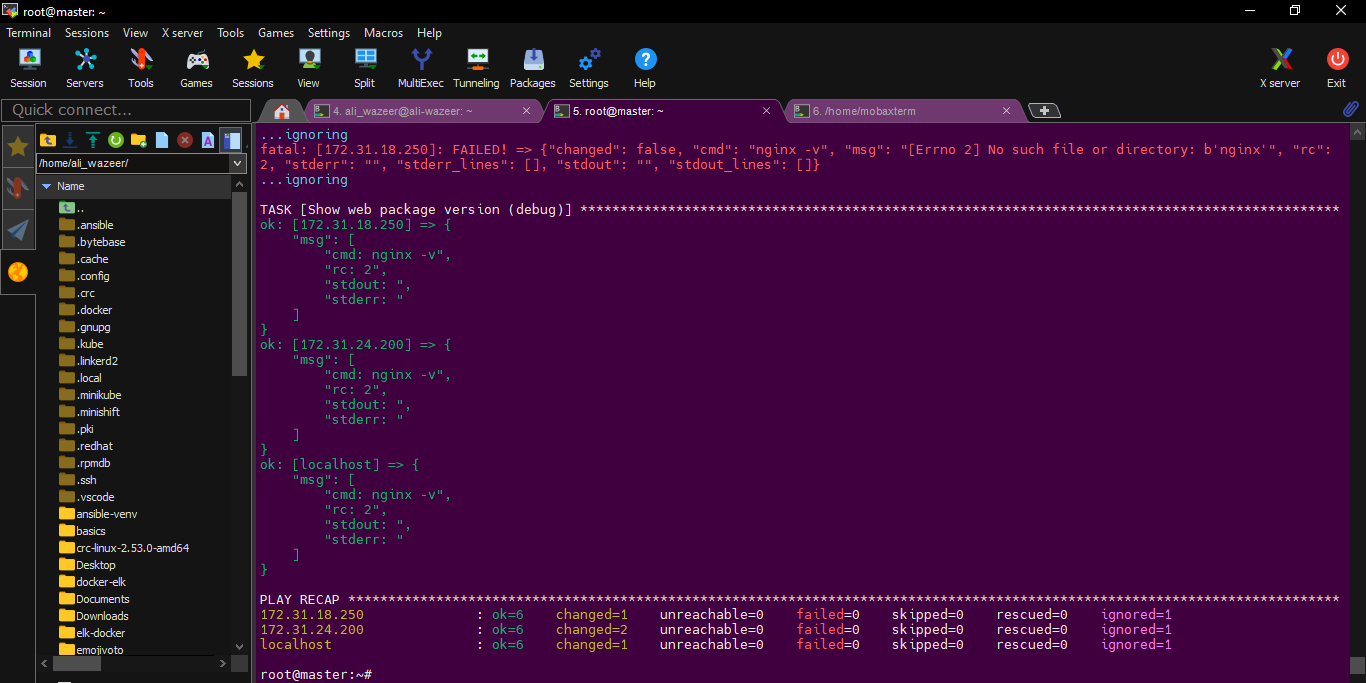 root@master: ~
Terminal Sessions View X server Tools Games Settings Macros Help
Session Servers Tools Games Sessions View Split MultiExec Tunneling Packages Settings Help X server Exit
Quick connect...
4. ali_wazeer@ali-wazeer: ~
5. root@master: ~
6. /home/mobaxterm
/home/ali_wazeer/
Name
..
.ansible
.bytebase
.cache
.config
.crc
.docker
.gnupg
.kube
.linkerd2
.local
.minikube
.minishift
.pki
.redhat
.rpmdb
.ssh
.vscode
ansible-venv
basics
crc-linux-2.53.0-amd64
Desktop
docker-elk
Documents
Downloads
elk-docker
emojivoto
...ignoring
fatal: [172.31.18.250]: FAILED! => {"changed": false, "cmd": "nginx -v", "msg": "[Errno 2] No such file or directory: b'nginx'", "rc":
2, "stderr": "", "stderr_lines": [], "stdout": "", "stdout_lines": []}
...ignoring
TASK [Show web package version (debug)] ***********************************************************************************************
ok: [172.31.18.250] => {
    "msg": [
        "cmd: nginx -v",
        "rc: 2",
        "stdout: ",
        "stderr: "
    ]
}
ok: [172.31.24.200] => {
    "msg": [
        "cmd: nginx -v",
        "rc: 2",
        "stdout: ",
        "stderr: "
    ]
}
ok: [localhost] => {
    "msg": [
        "cmd: nginx -v",
        "rc: 2",
        "stdout: ",
        "stderr: "
    ]
}
PLAY RECAP ****************************************************************************************************************************
172.31.18.250              : ok=6    changed=1    unreachable=0    failed=0    skipped=0    rescued=0    ignored=1
172.31.24.200              : ok=6    changed=2    unreachable=0    failed=0    skipped=0    rescued=0    ignored=1
localhost                  : ok=6    changed=1    unreachable=0    failed=0    skipped=0    rescued=0    ignored=1
root@master:~#